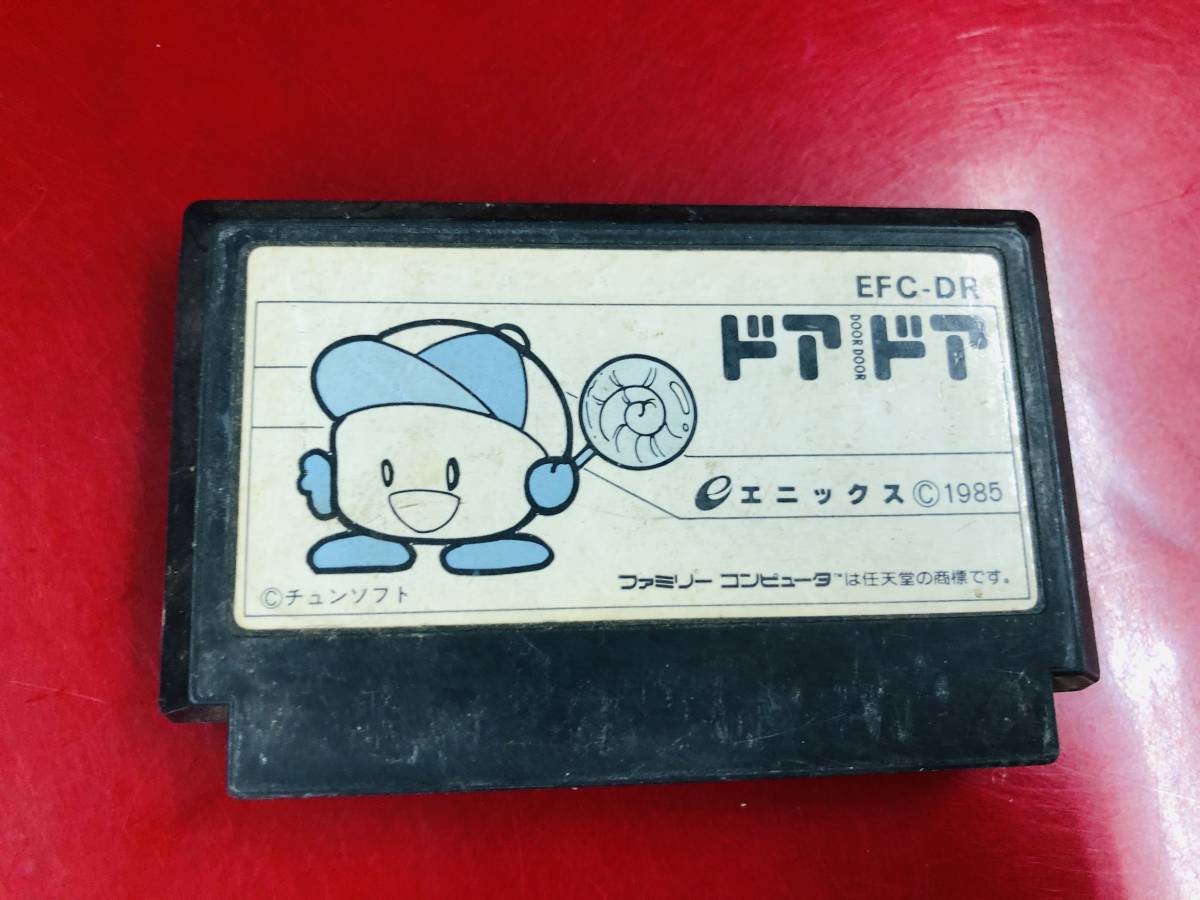 EFC-DR
ドアドア
DOOR DOOR
エニックス ©1985
ファミリー コンピュータ™は任天堂の商標です。
©チュンソフト